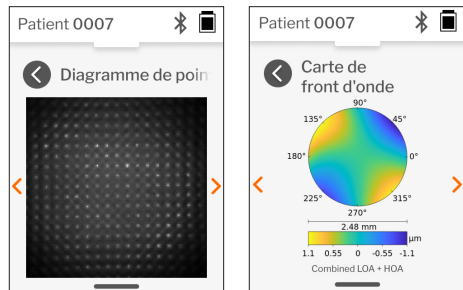 Patient 0007
Diagramme de poin
Patient 0007
Carte de
front d'onde
90°
135°
45°
180°
0°
225°
315°
270°
2.48 mm
µm
1.1 0.55 0 -0.55 -1.1
Combined LOA + HOA